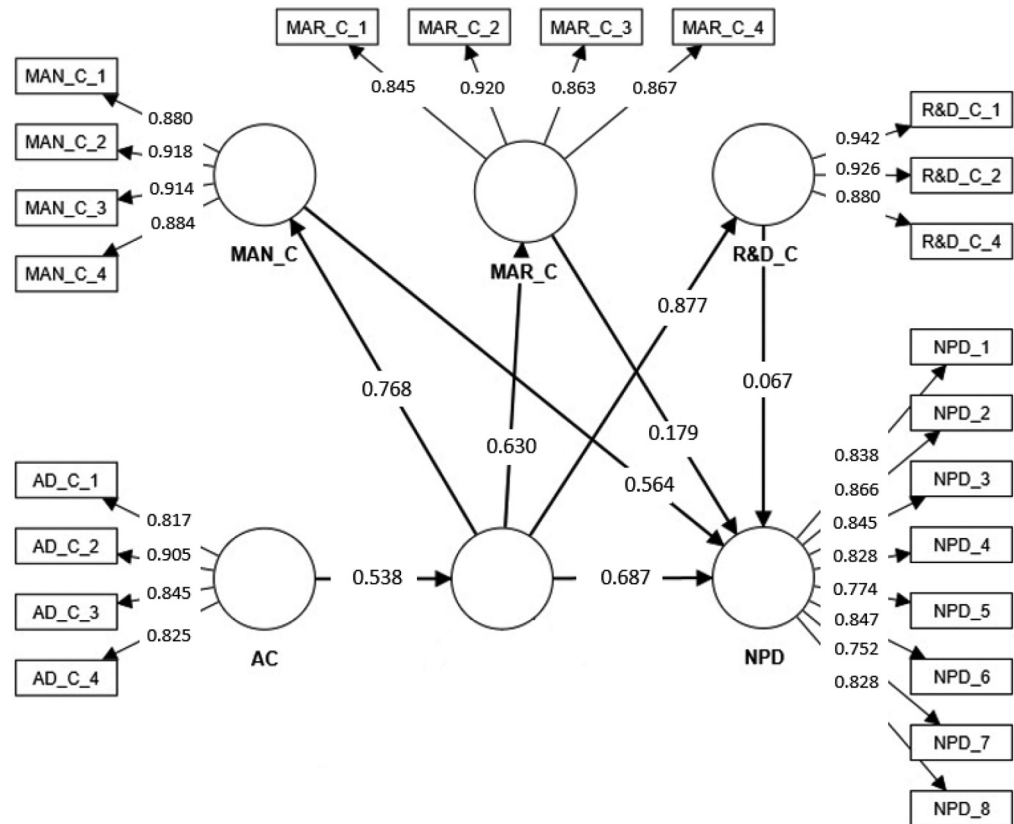 MAR_C_1
MAR_C_2
MAR_C_3
MAR_C_4
0.845
0.920
0.863
0.867
MAN_C_1
MAN_C_2
MAN_C_3
MAN_C_4
0.880
0.918
0.914
0.884
MAN_C
MAR_C
R&D_C
0.942
0.926
0.880
R&D_C_1
R&D_C_2
R&D_C_4
0.877
0.768
0.067
0.630
0.179
0.564
AD_C_1
AD_C_2
AD_C_3
AD_C_4
0.817
0.905
0.845
0.825
AC
0.538
0.687
NPD
0.838
0.866
0.845
0.828
0.774
0.847
0.752
0.828
NPD_1
NPD_2
NPD_3
NPD_4
NPD_5
NPD_6
NPD_7
NPD_8